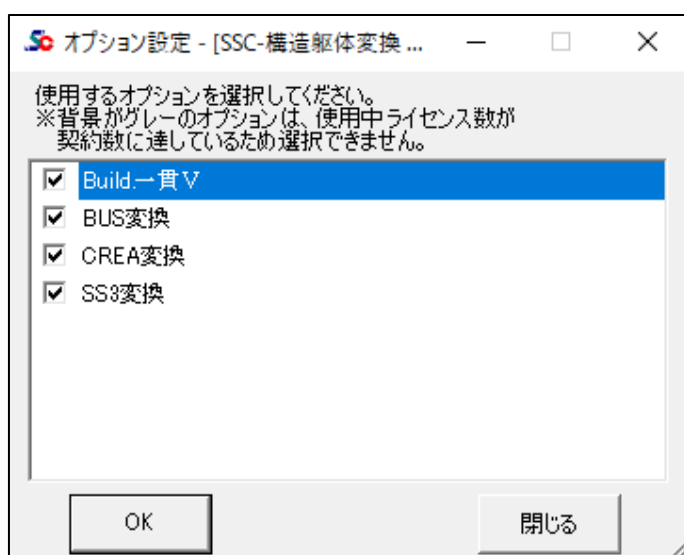 オプション設定 - [SSC-構造躯体変換 ...
使用するオプションを選択してください。
※背景がグレーのオプションは、使用中ライセンス数が
契約数に達しているため選択できません。
Build.一貫Ⅴ
BUS変換
CREA変換
SS3変換
OK
閉じる